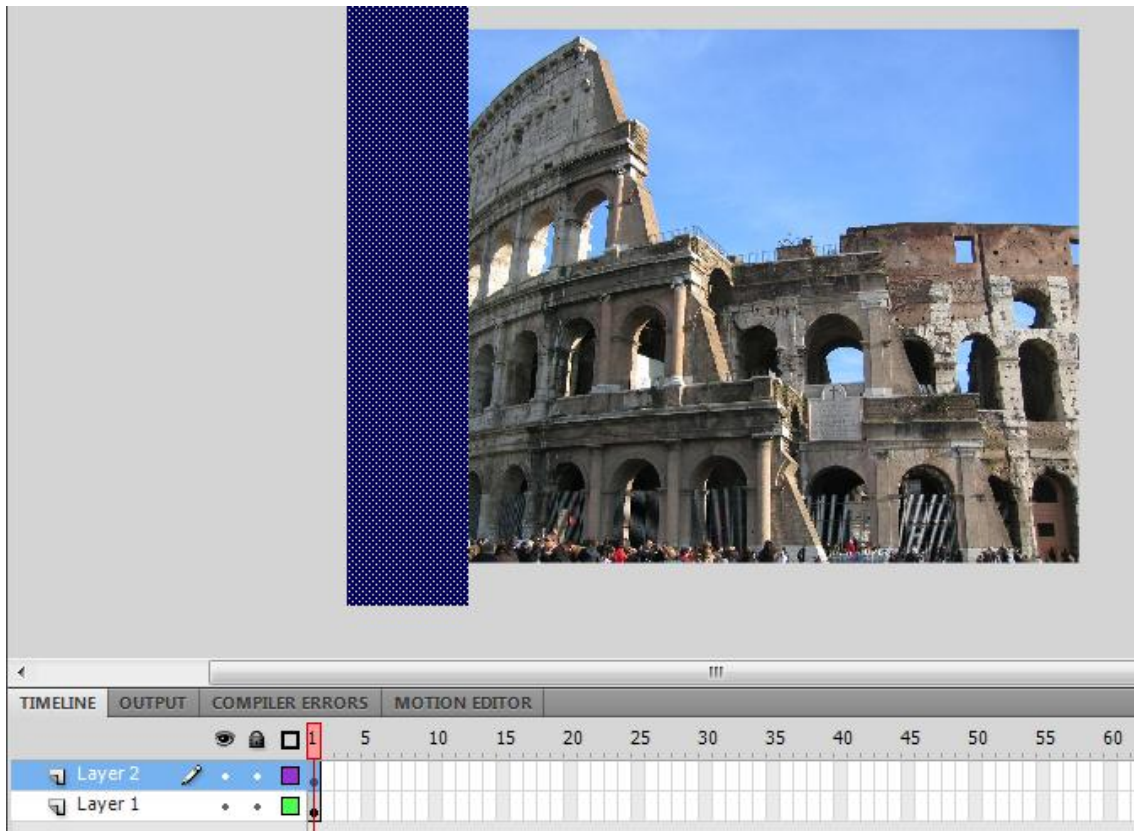 TIMELINE OUTPUT COMPILER ERRORS MOTION EDITOR
1 5 10 15 20 25 30 35 40 45 50 55 60
Layer 2
Layer 1